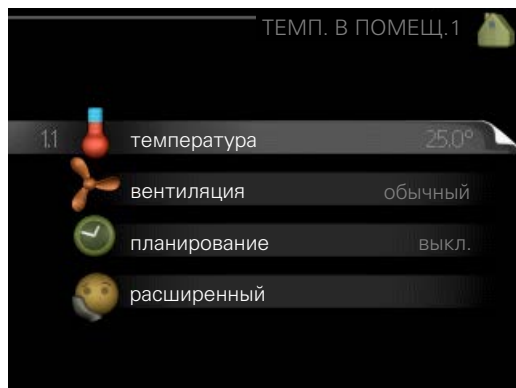 ТЕМП. В ПОМЕЩ.1
1.1 температура 25.0°
вентиляция обычный
планирование выкл.
расширенный